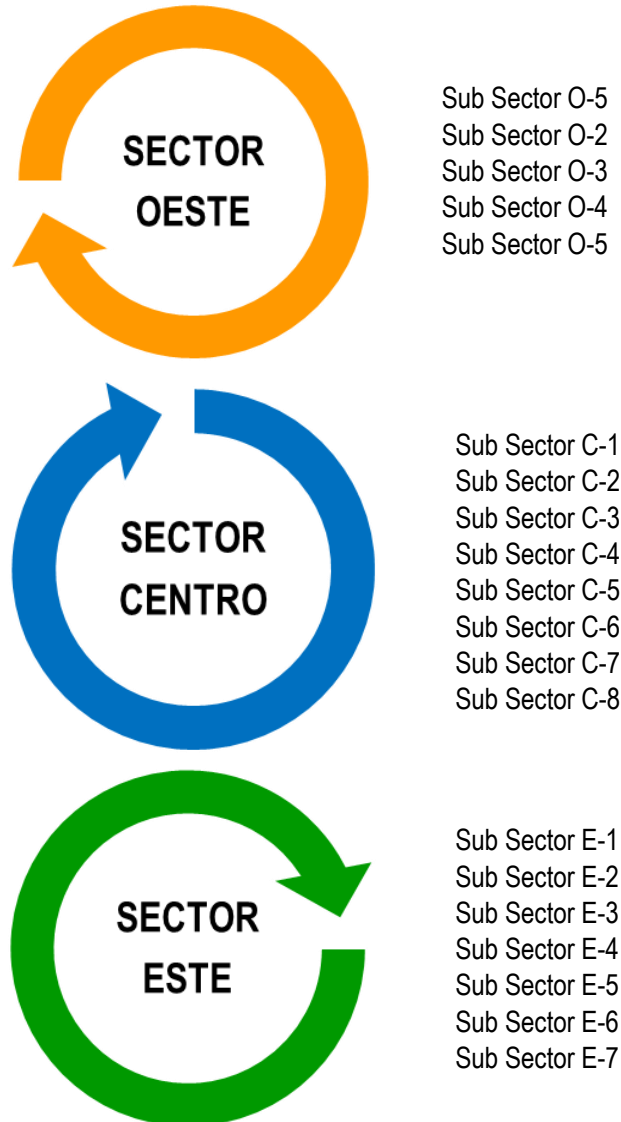 SECTOR
OESTE
Sub Sector O-5
Sub Sector O-2
Sub Sector O-3
Sub Sector O-4
Sub Sector O-5
SECTOR
CENTRO
Sub Sector C-1
Sub Sector C-2
Sub Sector C-3
Sub Sector C-4
Sub Sector C-5
Sub Sector C-6
Sub Sector C-7
Sub Sector C-8
SECTOR
ESTE
Sub Sector E-1
Sub Sector E-2
Sub Sector E-3
Sub Sector E-4
Sub Sector E-5
Sub Sector E-6
Sub Sector E-7